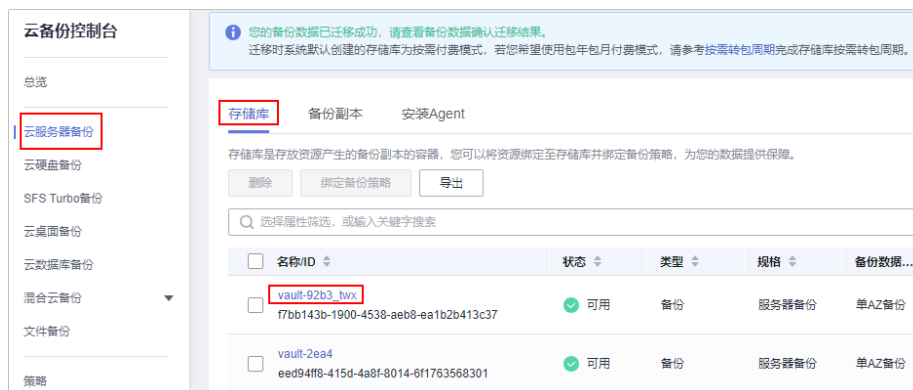 云备份控制台
总览
云服务器备份
云硬盘备份
SFS Turbo备份
云桌面备份
云数据库备份
混合云备份
文件备份
策略
您的备份数据已迁移成功，请查看备份数据确认迁移结果。
迁移时系统默认创建的存储库为按需付费模式，若您希望使用包年包月付费模式，请参考按需转包周期完成存储库按需转包周期。
存储库 备份副本 安装Agent
存储库是存放资源产生的备份副本的容器，您可以将资源绑定至存储库并绑定备份策略，为您的数据提供保障。
删除 绑定备份策略 导出
选择属性筛选，或输入关键字搜索
名称/ID 状态 类型 规格 备份数据...
vault-92b3_twx
f7bb143b-1900-4538-aeb8-ea1b2b413c37
可用 备份 服务器备份 单AZ备份
vault-2ea4
eed94ff8-415d-4a8f-8014-6f1763568301
可用 备份 服务器备份 单AZ备份